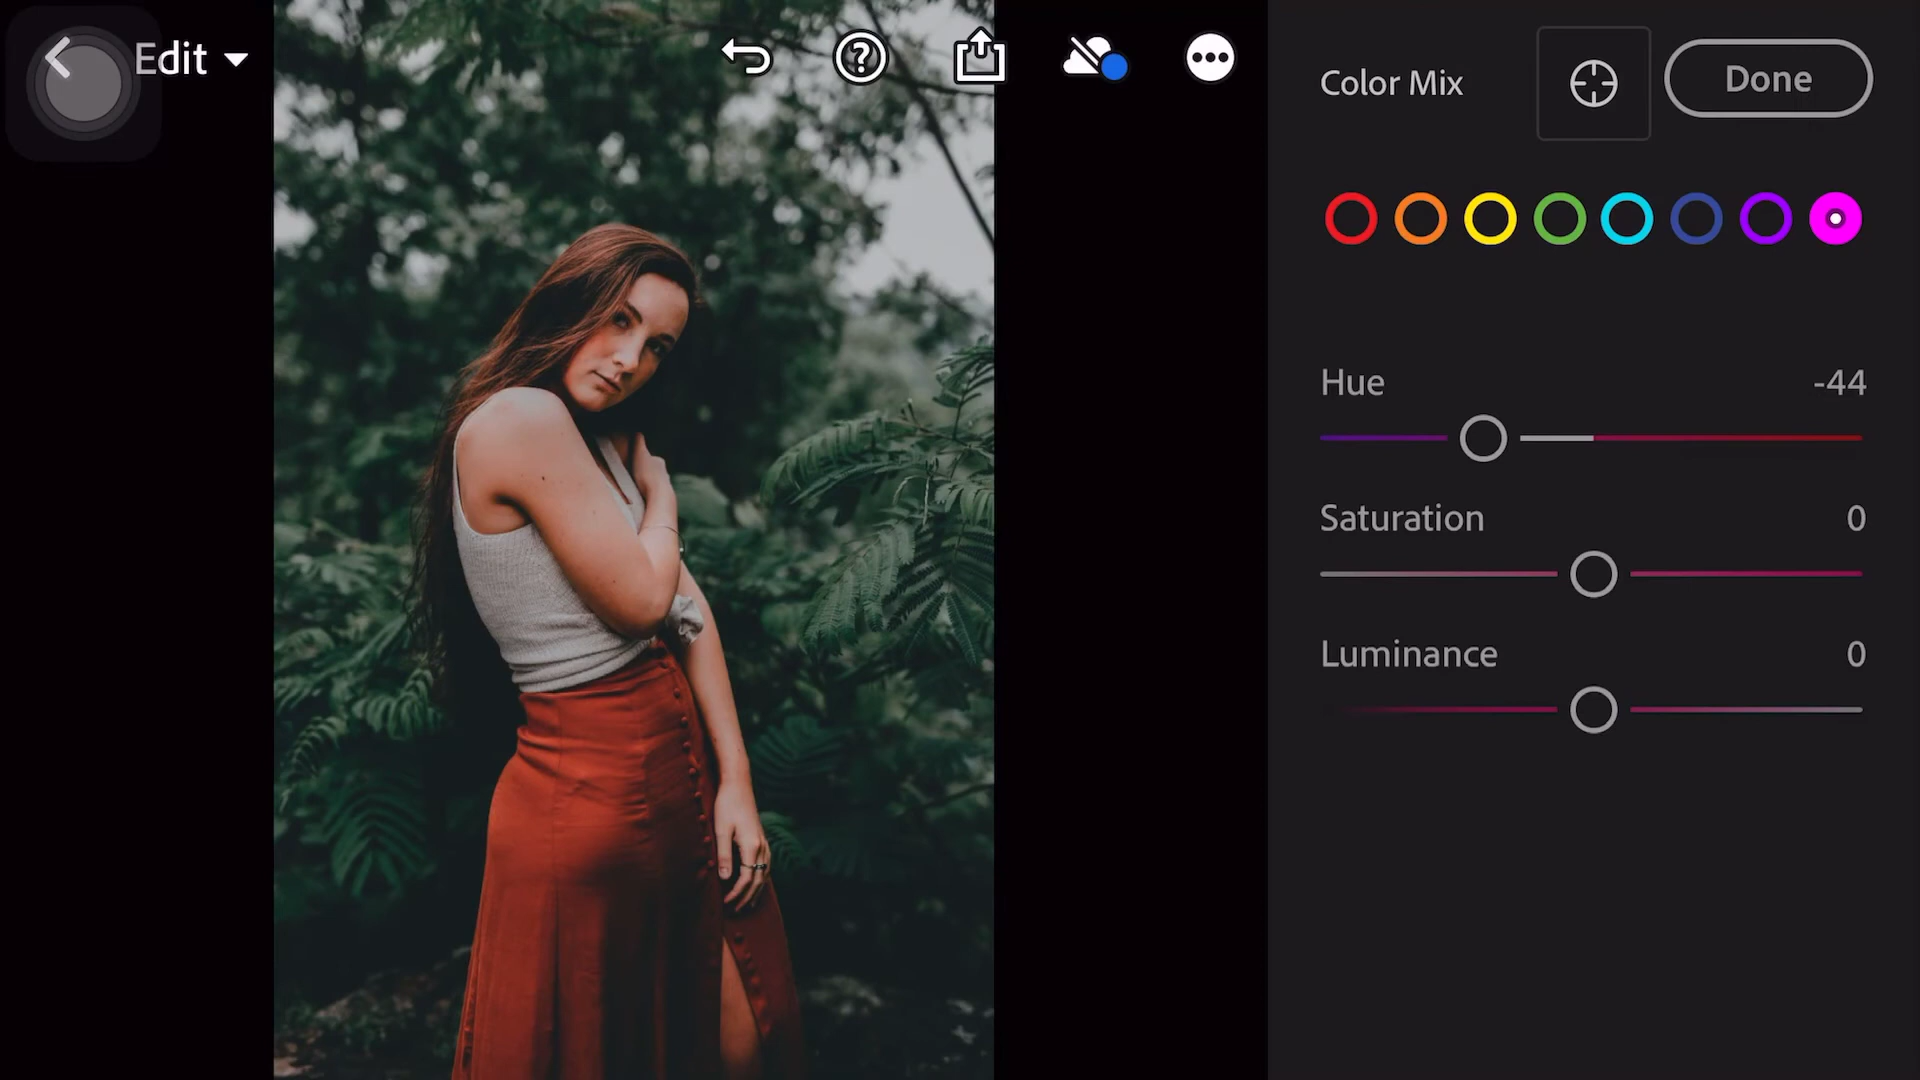 Edit
?
Color Mix
Done
Hue -44
Saturation 0
Luminance 0